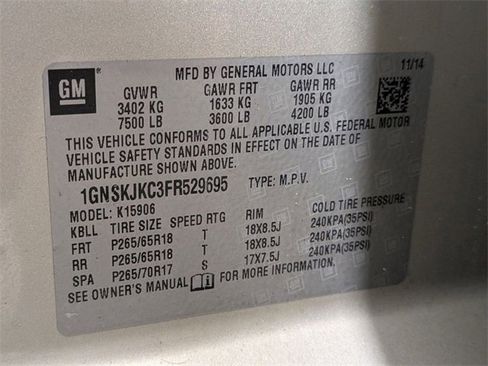 GM
MFD BY GENERAL MOTORS LLC 11/14
GVWR GAWR FRT GAWR RR
3402 KG 1633 KG 1905 KG
7500 LB 3600 LB 4200 LB
THIS VEHICLE CONFORMS TO ALL APPLICABLE U.S. FEDERAL MOTOR
VEHICLE SAFETY STANDARDS IN EFFECT ON THE DATE OF
MANUFACTURE SHOWN ABOVE.
1GNSKJKC3FR529695 TYPE: M.P.V.
MODEL: K15906
KBLL TIRE SIZE SPEED RTG RIM COLD TIRE PRESSURE
FRT P265/65R18 T 18X8.5J 240KPA(35PSI)
RR P265/65R18 T 18X8.5J 240KPA(35PSI)
SPA P265/70R17 S 17X7.5J 240KPA(35PSI)
SEE OWNER'S MANUAL FOR MORE INFORMATION.